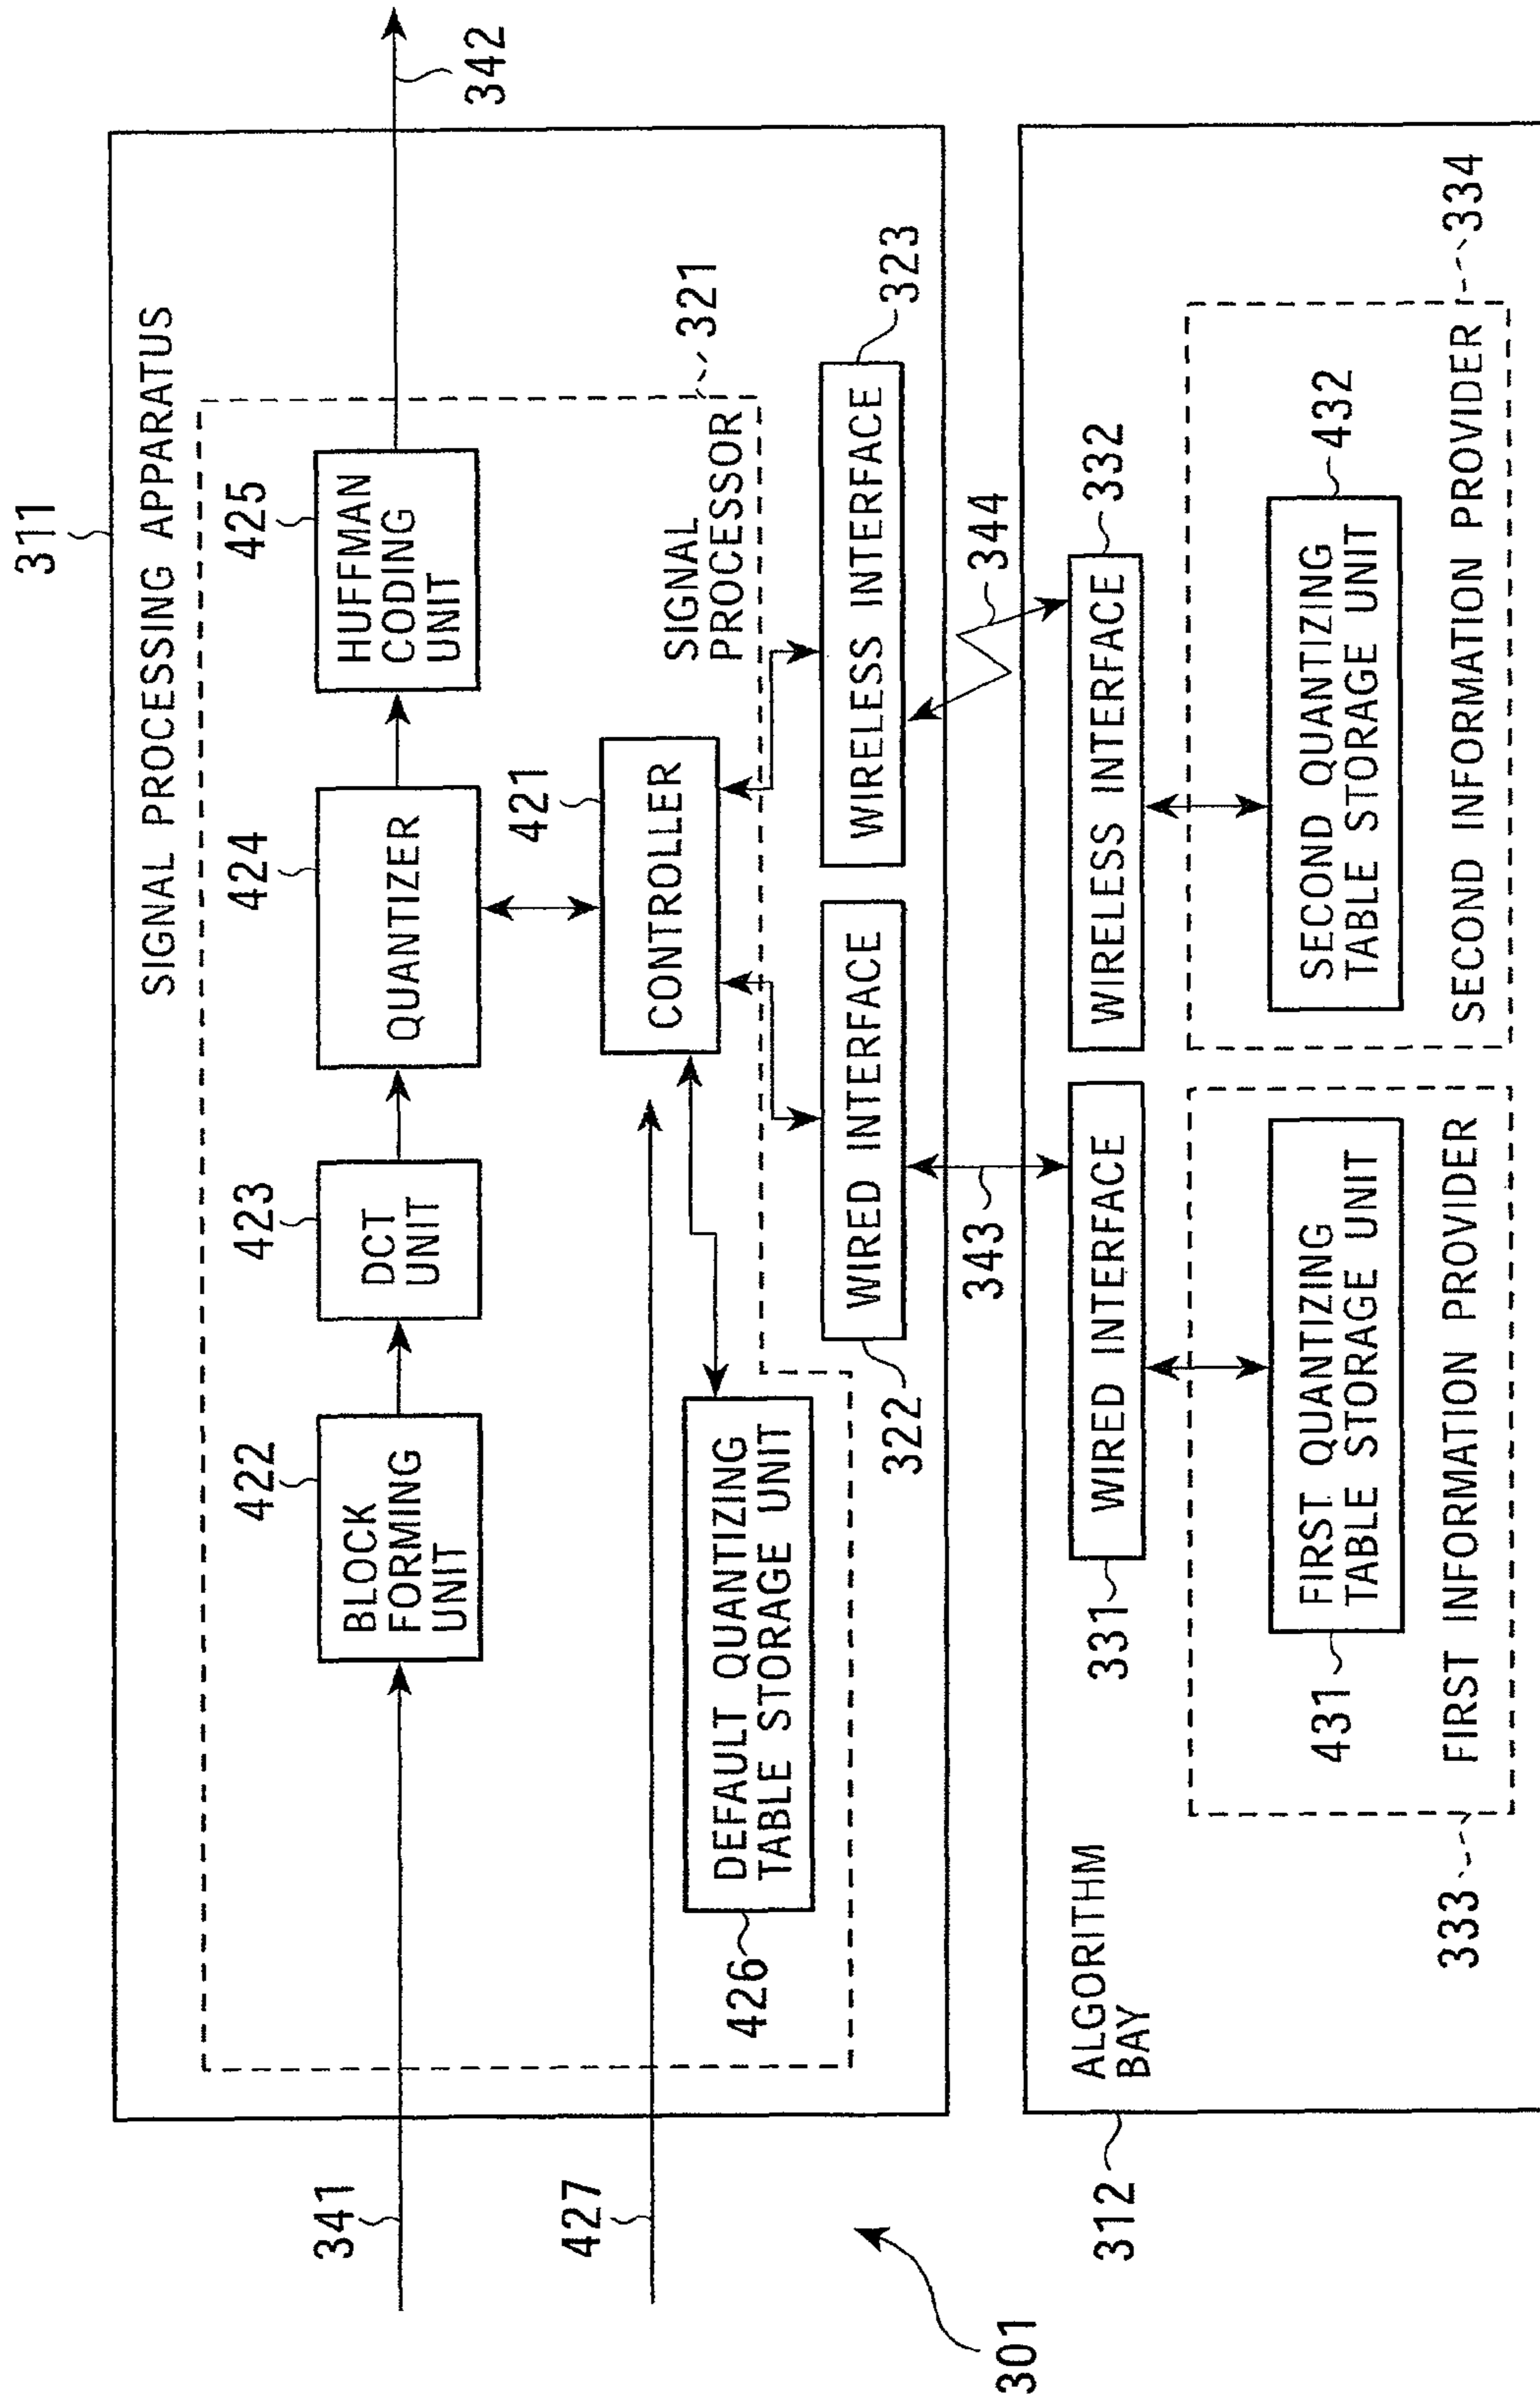 311
SIGNAL PROCESSING APPARATUS
342
422
423
424
425
BLOCK
FORMING
UNIT
DCT
UNIT
QUANTIZER
HUFFMAN
CODING
UNIT
341
427
421
CONTROLLER
SIGNAL
PROCESSOR
321
DEFAULT QUANTIZING
TABLE STORAGE UNIT
426
WIRED INTERFACE
322
WIRELESS INTERFACE
323
343
344
301
312
ALGORITHM
BAY
331
WIRED INTERFACE
WIRELESS INTERFACE
332
FIRST QUANTIZING
TABLE STORAGE UNIT
431
SECOND QUANTIZING
TABLE STORAGE UNIT
432
333
FIRST INFORMATION PROVIDER
SECOND INFORMATION PROVIDER
334